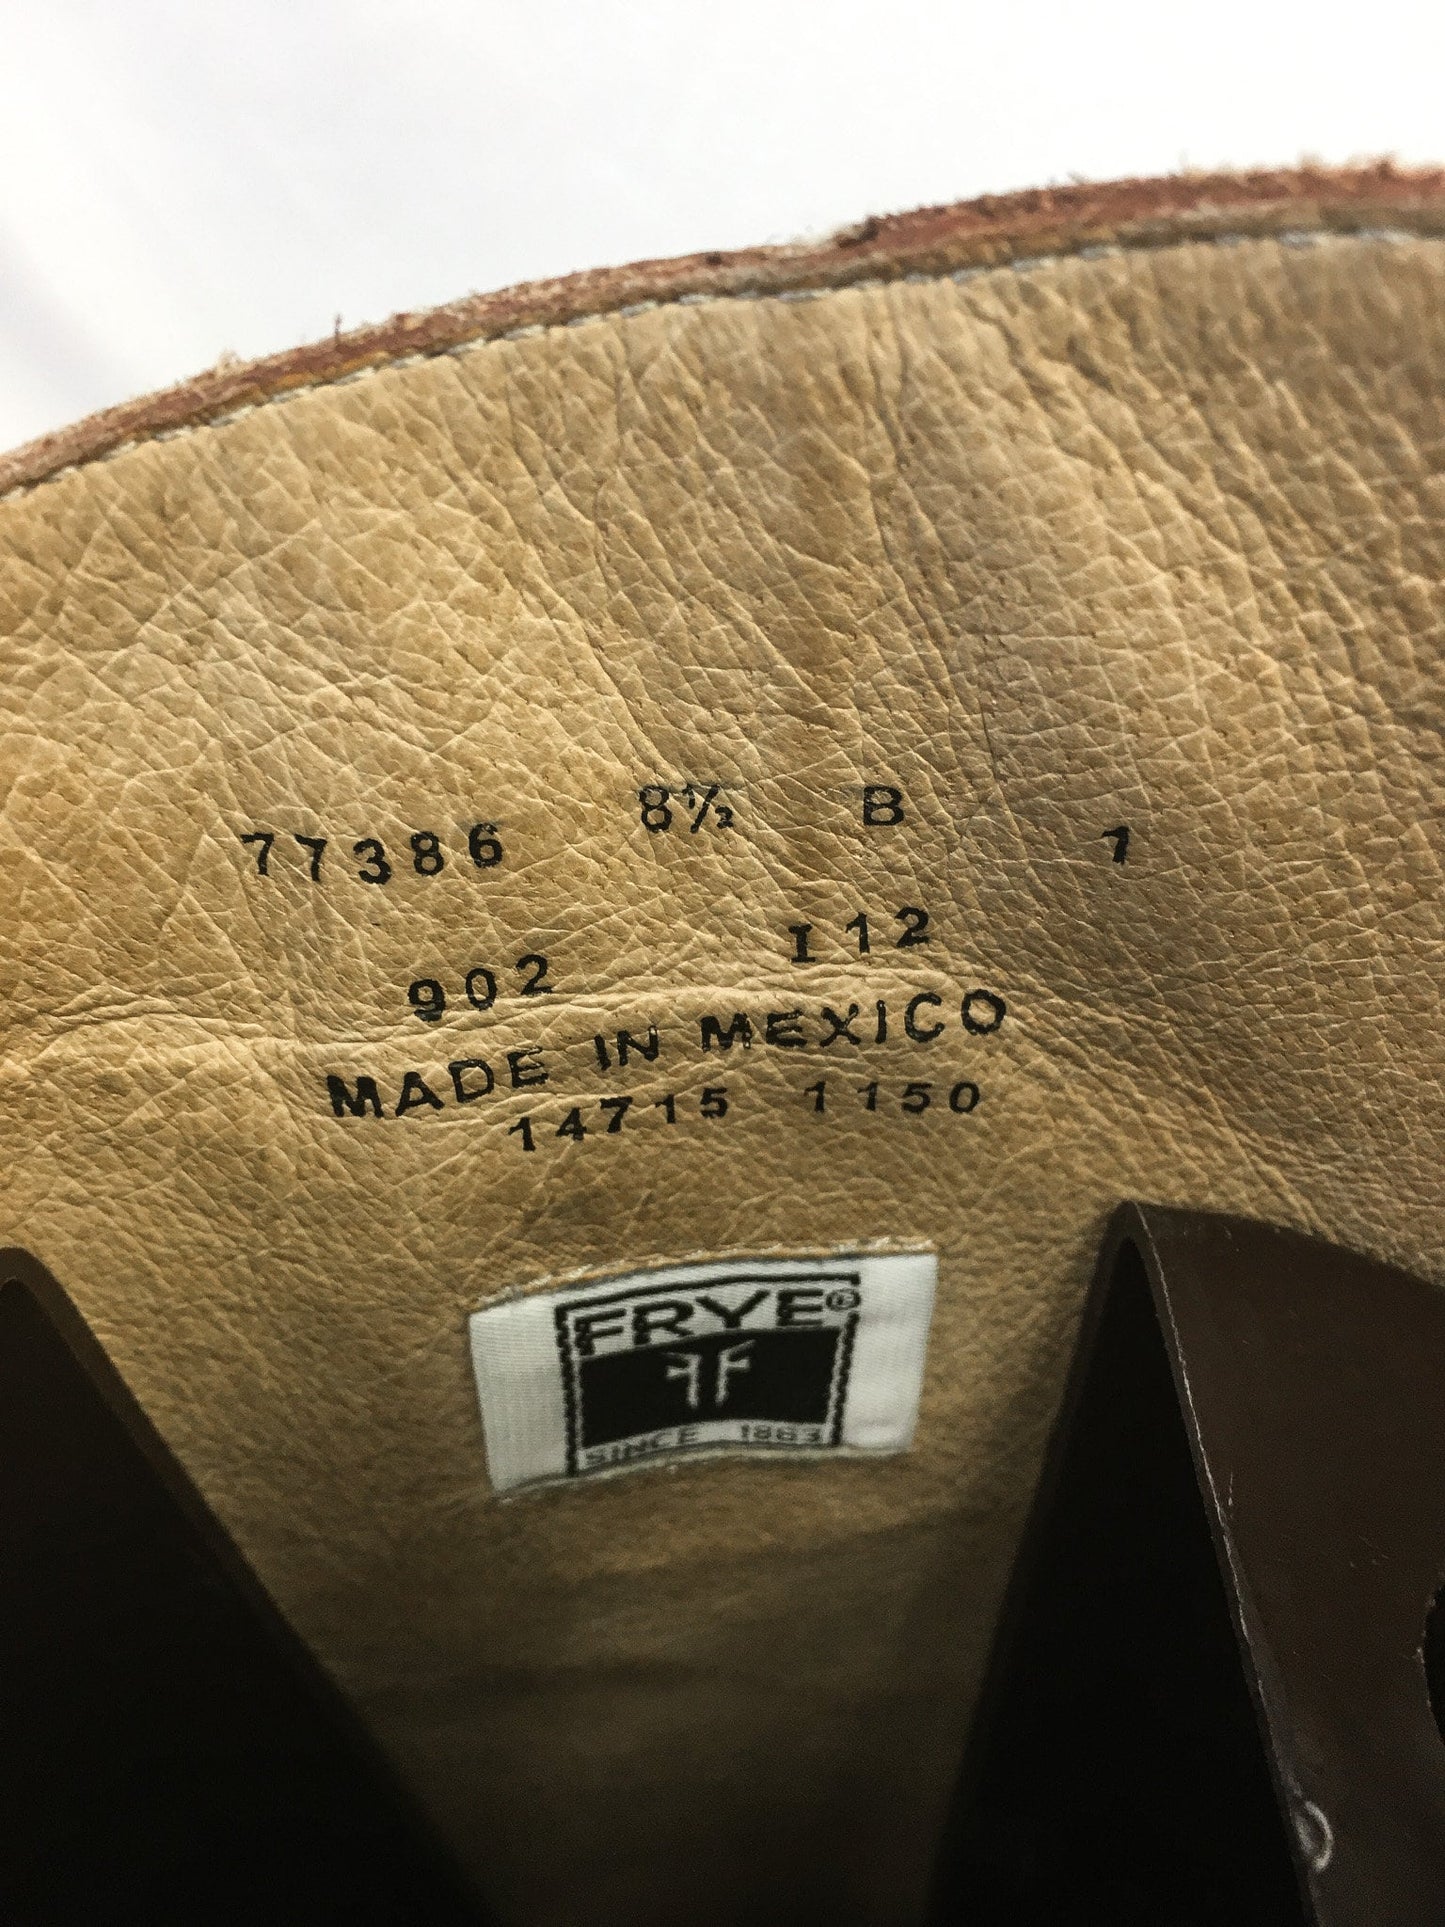 77386 8½ B 1
902 I12
MADE IN MEXICO
14715 1150
FRYE®
SINCE 1863